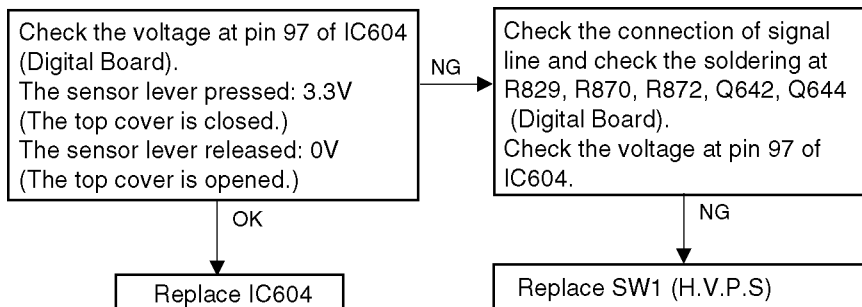 Check the voltage at pin 97 of IC604
(Digital Board).
The sensor lever pressed: 3.3V
(The top cover is closed.)
The sensor lever released: 0V
(The top cover is opened.)
NG
Check the connection of signal
line and check the soldering at
R829, R870, R872, Q642, Q644
(Digital Board).
Check the voltage at pin 97 of
IC604.
OK
NG
Replace IC604
Replace SW1 (H.V.P.S)